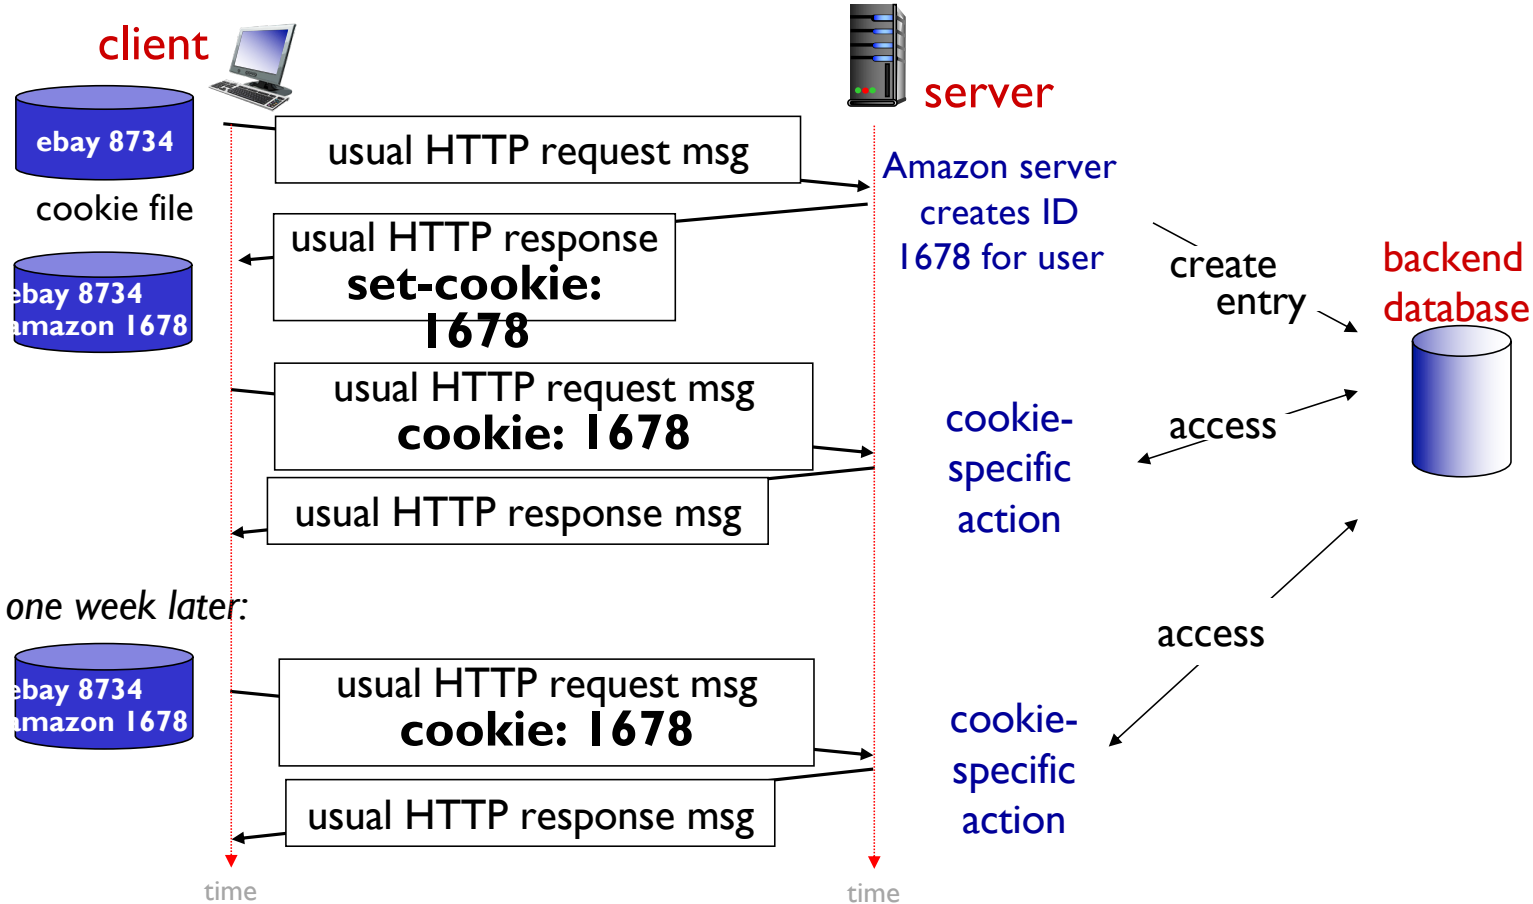 client
server
ebay 8734
usual HTTP request msg
Amazon server
creates ID
1678 for user
cookie file
usual HTTP response
set-cookie:
1678
create
entry
backend
database
ebay 8734
amazon 1678
usual HTTP request msg
cookie: 1678
cookie-
specific
action
access
usual HTTP response msg
one week later:
access
ebay 8734
amazon 1678
usual HTTP request msg
cookie: 1678
cookie-
specific
action
usual HTTP response msg
time
time